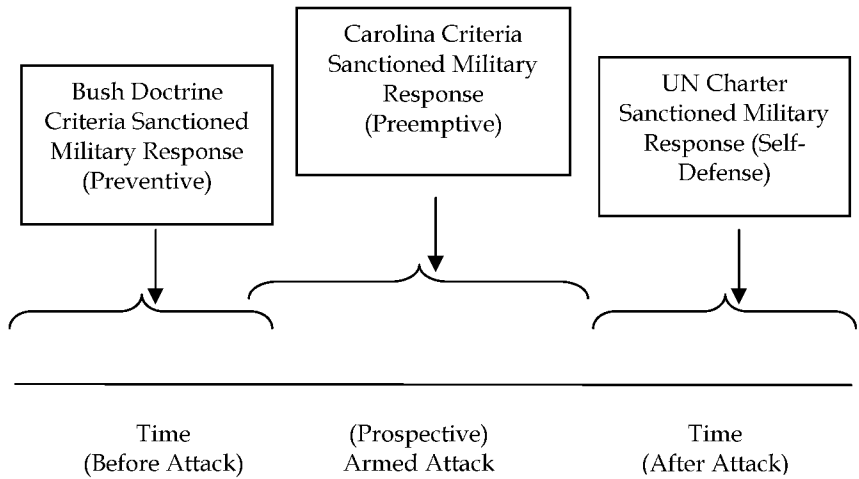 Bush Doctrine
Criteria Sanctioned
Military Response
(Preventive)
Carolina Criteria
Sanctioned Military
Response
(Preemptive)
UN Charter
Sanctioned Military
Response (Self-
Defense)
Time
(Before Attack)
(Prospective)
Armed Attack
Time
(After Attack)